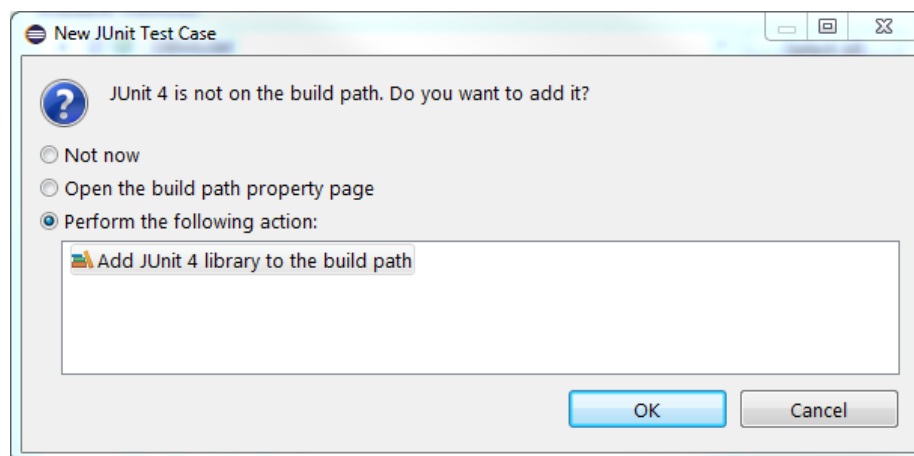 New JUnit Test Case
JUnit 4 is not on the build path. Do you want to add it?
Not now
Open the build path property page
Perform the following action:
Add JUnit 4 library to the build path
OK
Cancel